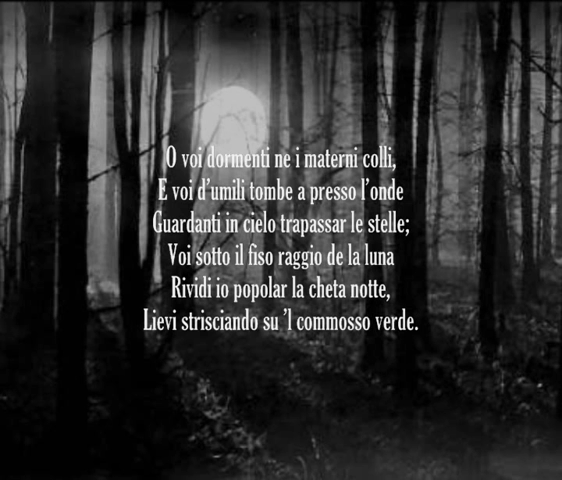 O voi dormenti ne i materni colli,
E voi d'umili tombe a presso l'onde
Guardanti in cielo trapassar le stelle;
Voi sotto il fiso raggio de la luna
Rividi io popolar la cheta notte,
Lievi strisciando su 'l commosso verde.